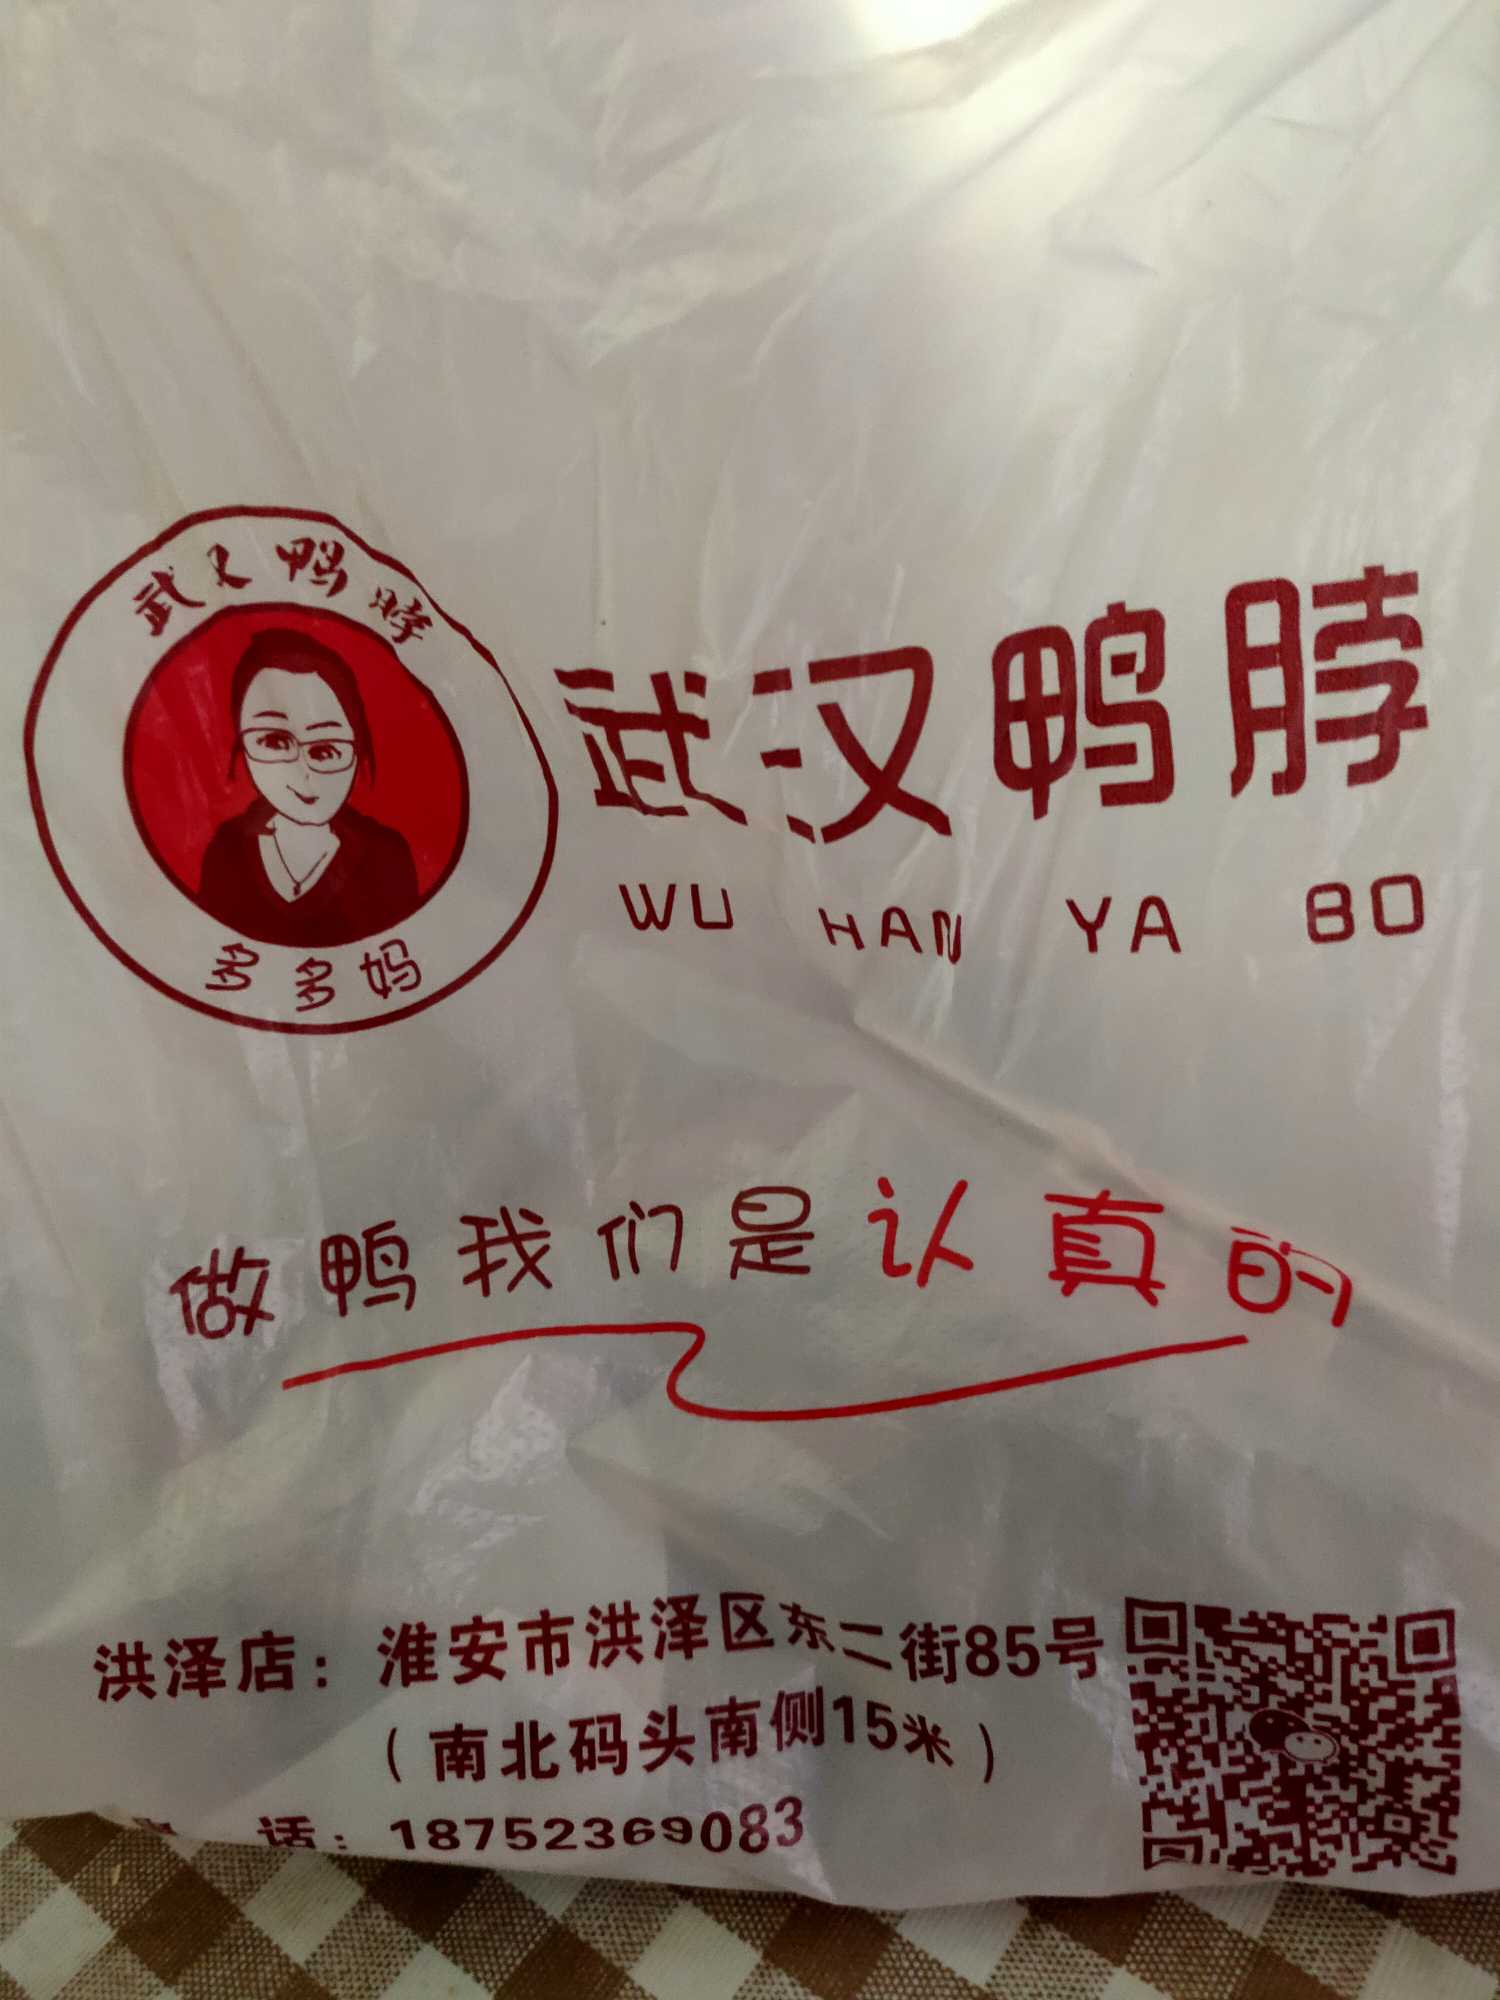 武汉鸭脖
多多妈
武汉鸭脖
WU HAN YA BO
做鸭我们是认真的
洪泽店：淮安市洪泽区东二街85号
（南北码头南侧15米）
话：18752369083